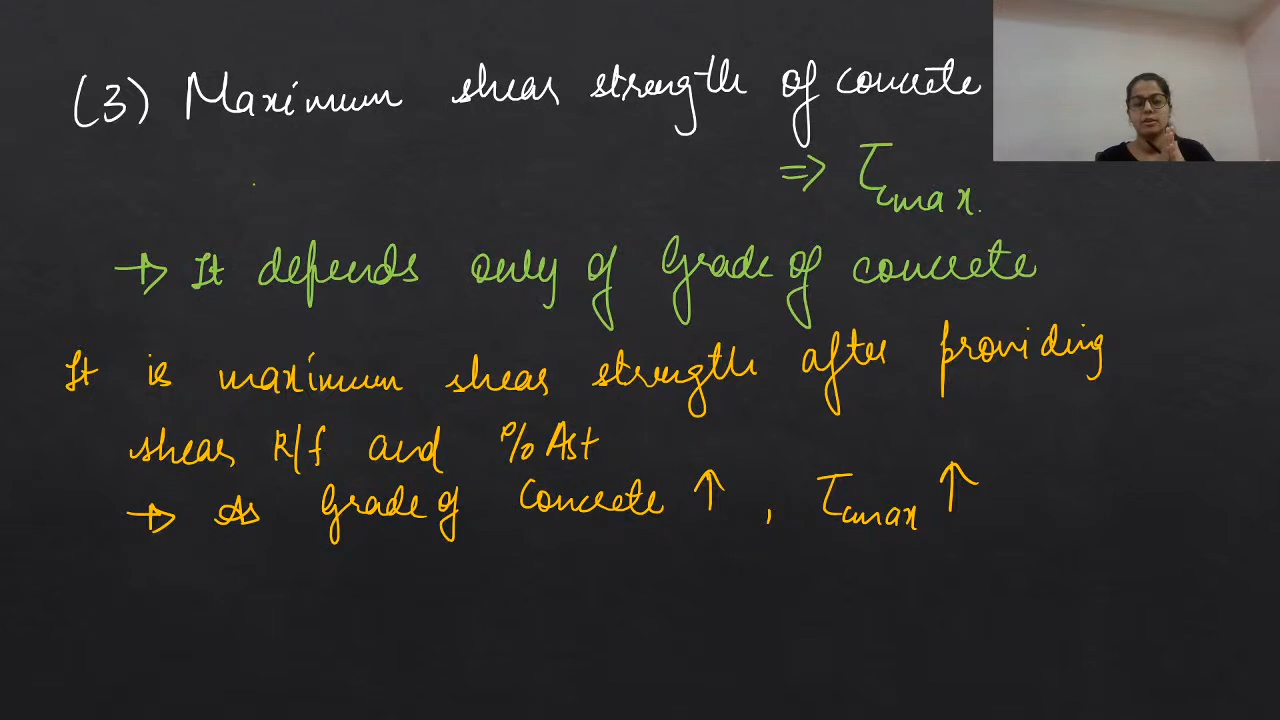 (3) Maximum shear strength of concrete
⇒ τcmax.
→ It depends only of Grade of concrete
It is maximum shear strength after providing
shear R/f and % Ast
→ As Grade of Concrete ↑ , τcmax ↑